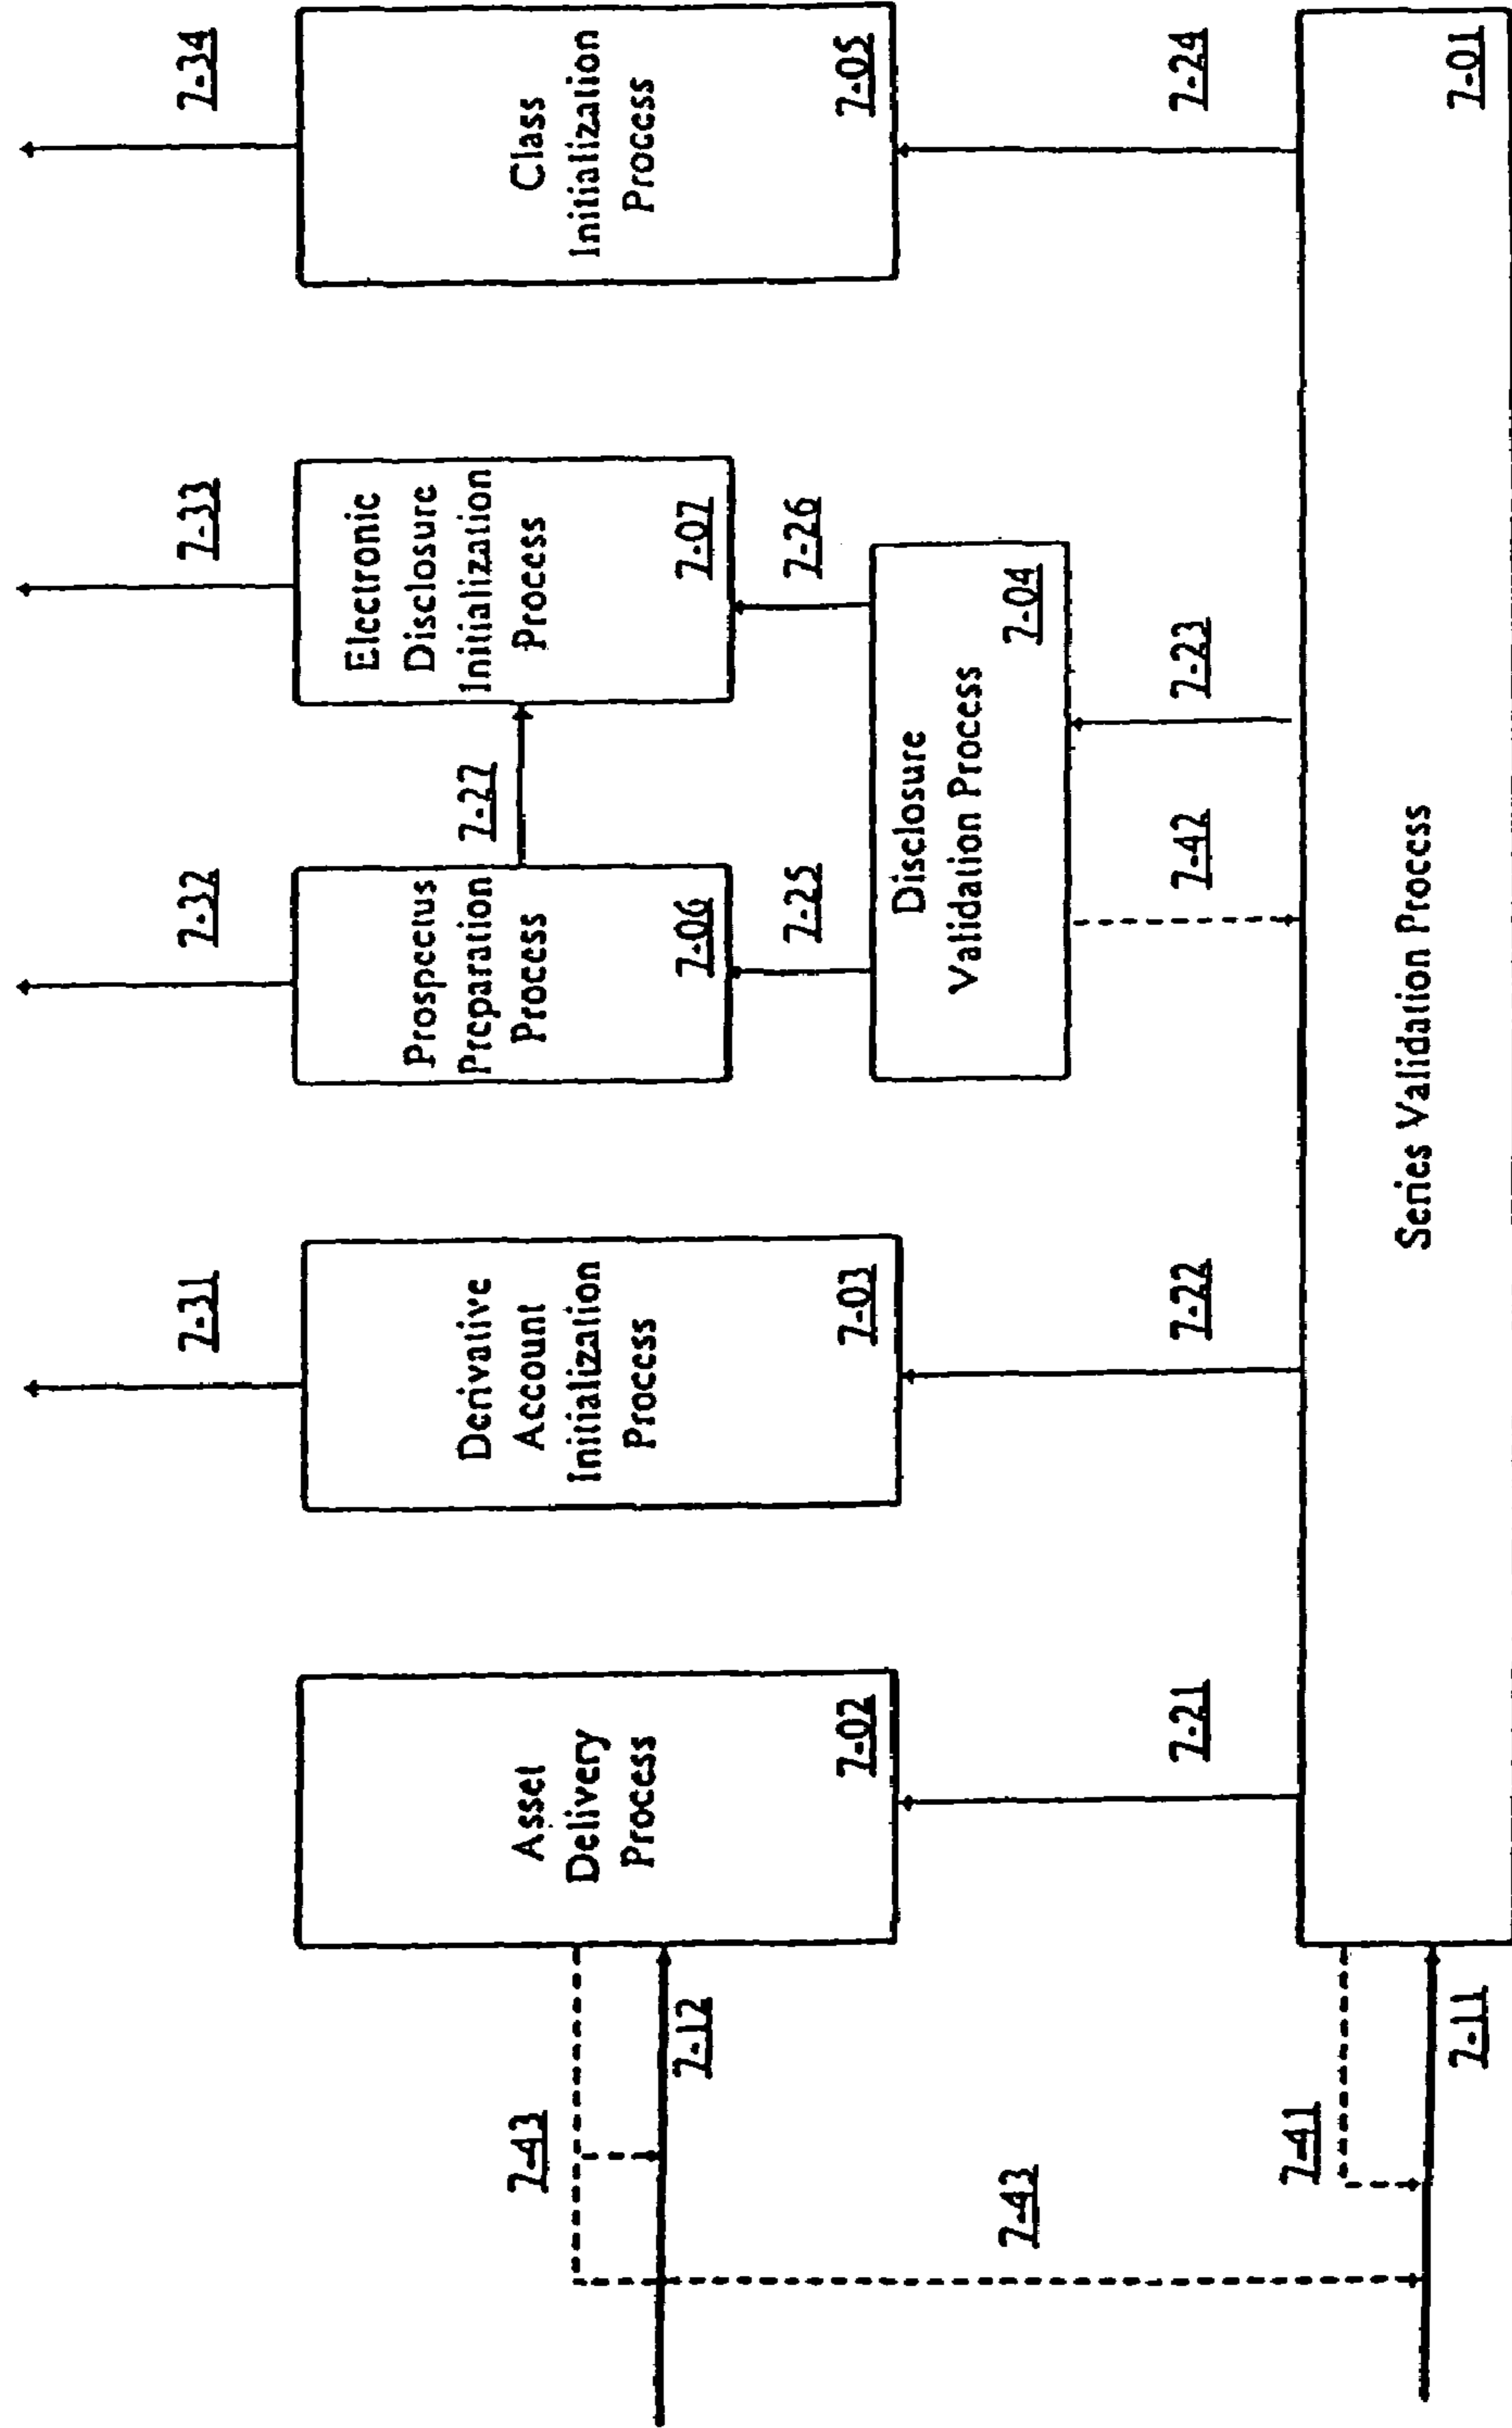 7-31
7-32
7-33
7-34
7-43
7-12
Asset
Delivery
Process
7-02
Derivative
Account
Initialization
Process
7-03
Prospectus
Preparation
Process
7-06
7-27
Electronic
Disclosure
Initialization
Process
7-07
Class
Initialization
Process
7-05
7-25
7-26
Disclosure
Validation Process
7-04
7-43
7-21
7-22
7-42
7-23
7-24
7-41
7-11
Series Validation Process
7-01